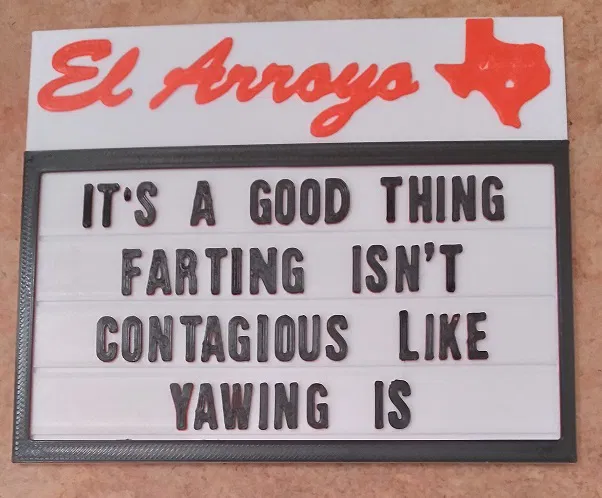 El Arroyo
IT'S A GOOD THING
FARTING ISN'T
CONTAGIOUS LIKE
YAWING IS